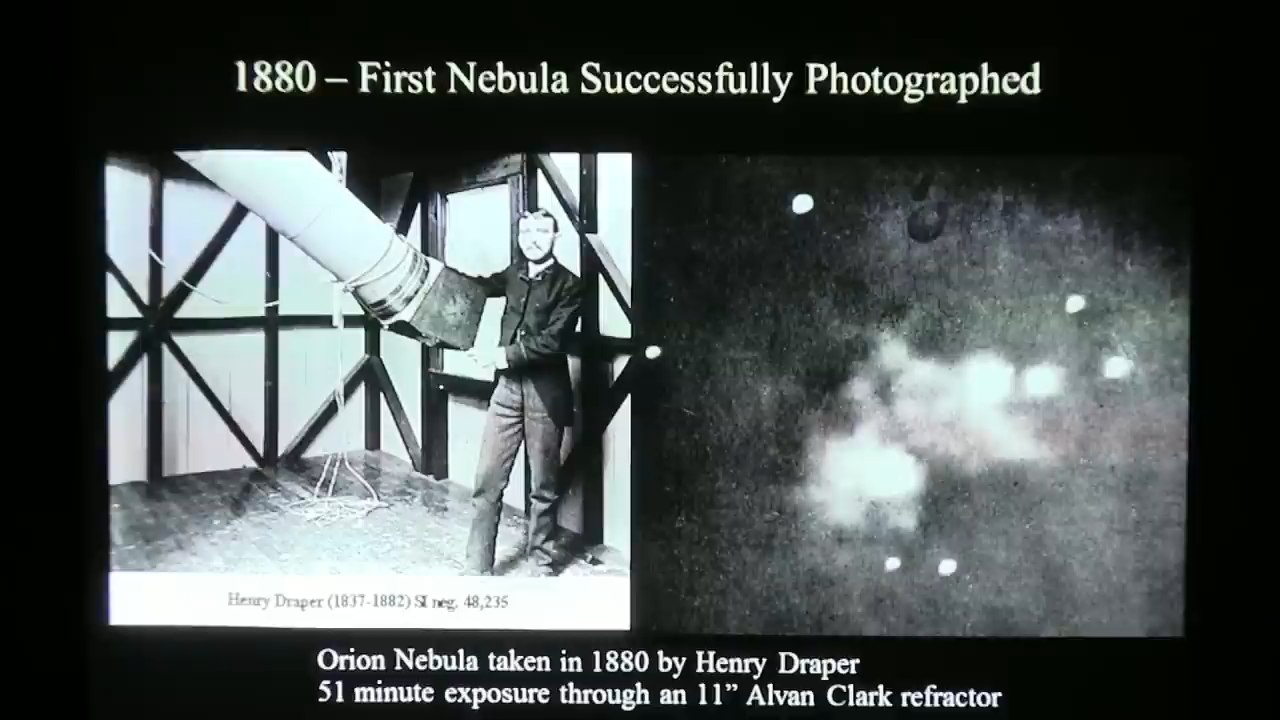 1880 – First Nebula Successfully Photographed
Henry Draper (1837-1882) SI neg. 48,235
Orion Nebula taken in 1880 by Henry Draper
51 minute exposure through an 11” Alvan Clark refractor